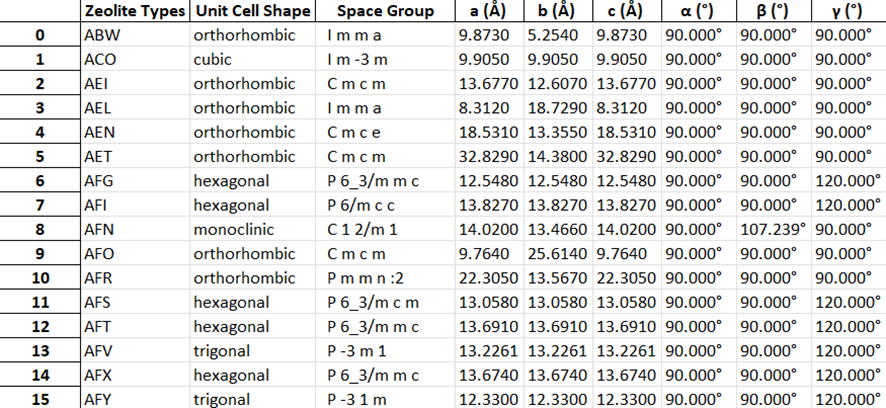 Zeolite Types Unit Cell Shape Space Group a (Å) b (Å) c (Å) α (°) β (°) γ (°)
0 ABW orthorhombic I m m a 9.8730 5.2540 9.8730 90.000° 90.000° 90.000°
1 ACO cubic I m -3 m 9.9050 9.9050 9.9050 90.000° 90.000° 90.000°
2 AEI orthorhombic C m c m 13.6770 12.6070 13.6770 90.000° 90.000° 90.000°
3 AEL orthorhombic I m m a 8.3120 18.7290 8.3120 90.000° 90.000° 90.000°
4 AEN orthorhombic C m c e 18.5310 13.3550 18.5310 90.000° 90.000° 90.000°
5 AET orthorhombic C m c m 32.8290 14.3800 32.8290 90.000° 90.000° 90.000°
6 AFG hexagonal P 6_3/m m c 12.5480 12.5480 12.5480 90.000° 90.000° 120.000°
7 AFI hexagonal P 6/m c c 13.8270 13.8270 13.8270 90.000° 90.000° 120.000°
8 AFN monoclinic C 1 2/m 1 14.0200 13.4660 14.0200 90.000° 107.239° 90.000°
9 AFO orthorhombic C m c m 9.7640 25.6140 9.7640 90.000° 90.000° 90.000°
10 AFR orthorhombic P m m n :2 22.3050 13.5670 22.3050 90.000° 90.000° 90.000°
11 AFS hexagonal P 6_3/m c m 13.0580 13.0580 13.0580 90.000° 90.000° 120.000°
12 AFT hexagonal P 6_3/m m c 13.6910 13.6910 13.6910 90.000° 90.000° 120.000°
13 AFV trigonal P -3 m 1 13.2261 13.2261 13.2261 90.000° 90.000° 120.000°
14 AFX hexagonal P 6_3/m m c 13.6740 13.6740 13.6740 90.000° 90.000° 120.000°
15 AFY trigonal P -3 1 m 12.3300 12.3300 12.3300 90.000° 90.000° 120.000°